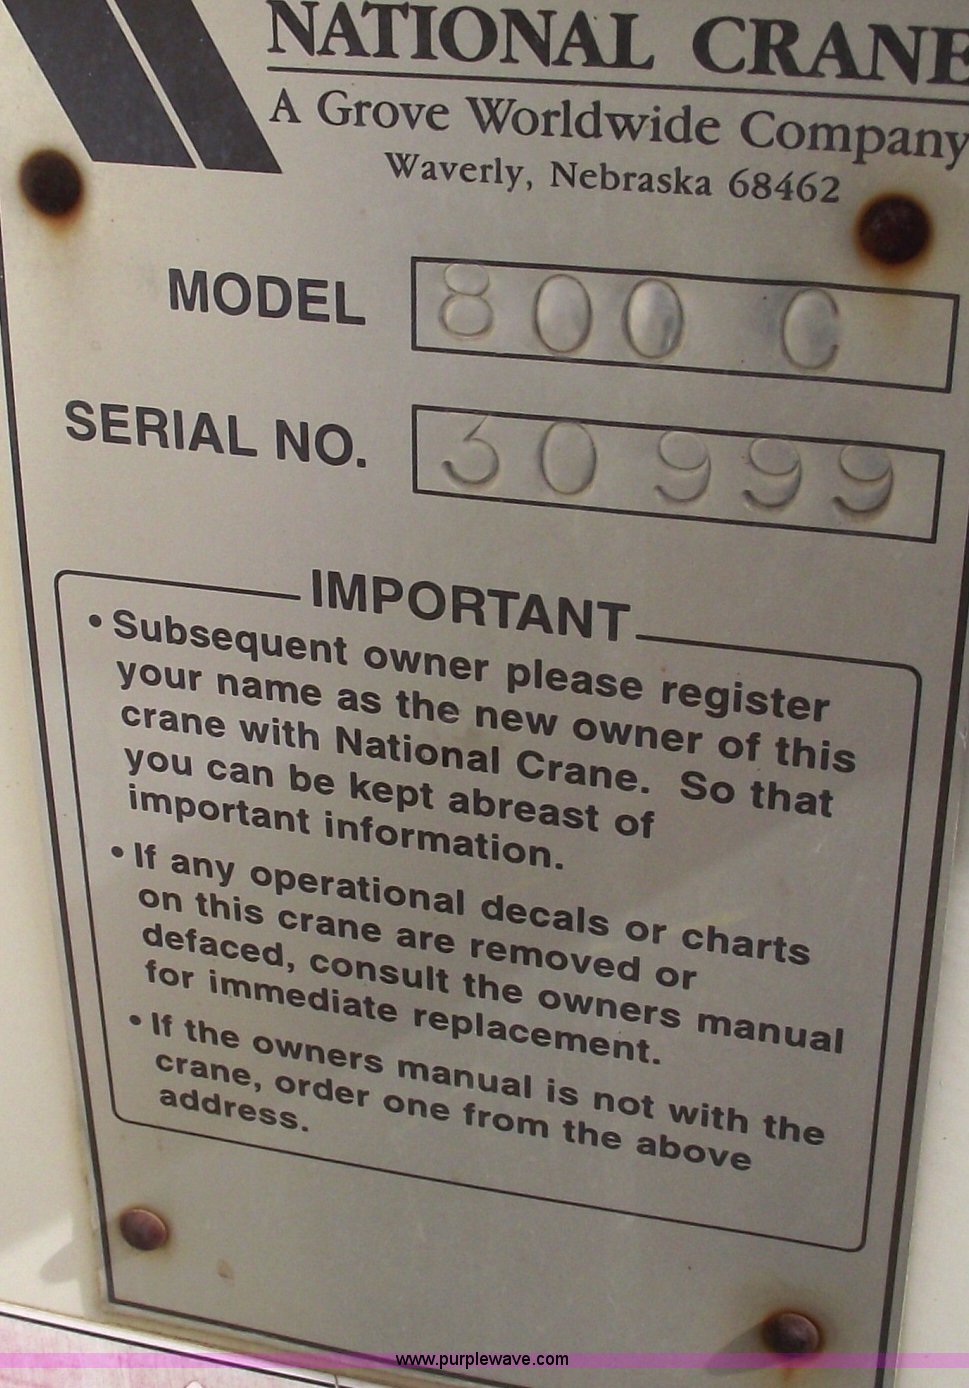 NATIONAL CRANE
A Grove Worldwide Company
Waverly, Nebraska 68462
MODEL 800 C
SERIAL NO. 30999
IMPORTANT
• Subsequent owner please register
your name as the new owner of this
crane with National Crane. So that
you can be kept abreast of
important information.
• If any operational decals or charts
on this crane are removed or
defaced, consult the owners manual
for immediate replacement.
• If the owners manual is not with the
crane, order one from the above
address.
www.purplewave.com